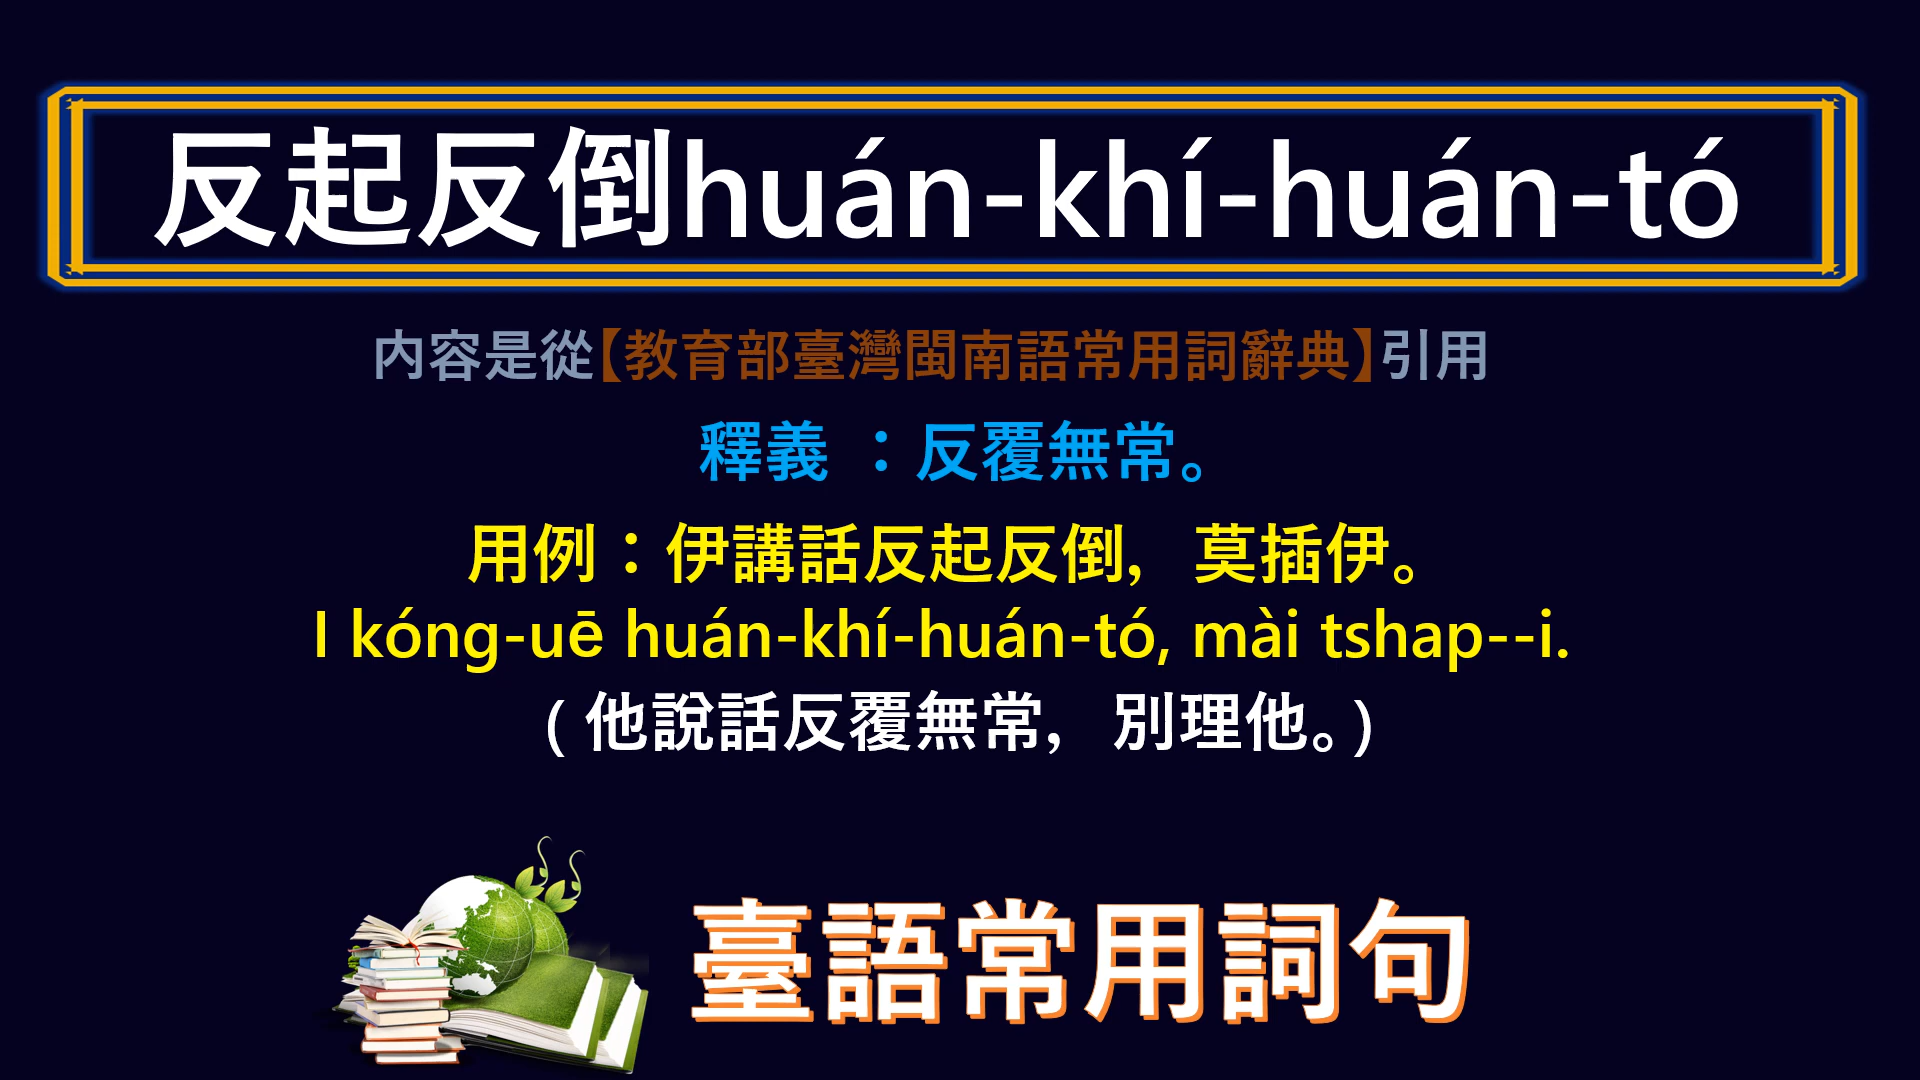 反起反倒huán-khí-huán-tó
内容是從【教育部臺灣閩南語常用詞辭典】引用
釋義 ：反覆無常。
用例：伊講話反起反倒，莫插伊。
I kóng-uē huán-khí-huán-tó, mài tshap--i.
( 他說話反覆無常，別理他。)
臺語常用詞句